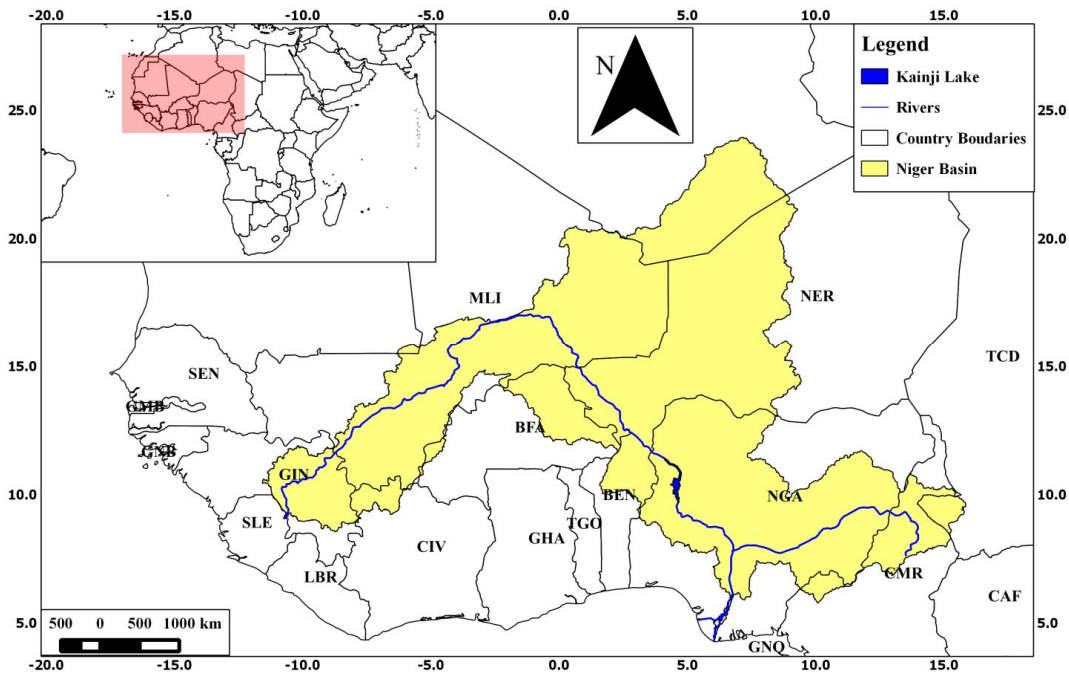 -20.0 -15.0 -10.0 -5.0 0.0 5.0 10.0 15.0
N
Legend
Kainji Lake
Rivers
Country Boudaries
Niger Basin
25.0 25.0
20.0 20.0
MLI NER
15.0 15.0
SEN TCD
GMB
BFA
GNB
GIN
10.0 BEN NGA 10.0
SLE TGO
CIV GHA
LBR CMR
CAF
5.0 5.0
500 0 500 1000 km
GNQ
-20.0 -15.0 -10.0 -5.0 0.0 5.0 10.0 15.0